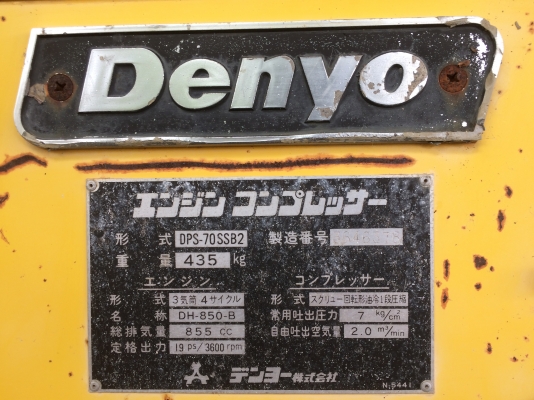 Denyo
エンジン コンプレッサー
形式 DPS-70SSB2 製造番号
重量 435 kg
エンジン
形式 3気筒4サイクル
名称 DH-850-B
総排気量 855 cc
定格出力 19 ps/3600 rpm
コンプレッサー
形式 スクリュー回転形油冷1段圧縮
常用吐出圧力 7 kg/cm²
自由吐出空気量 2.0 m³/min
デンヨー株式会社
N.5441